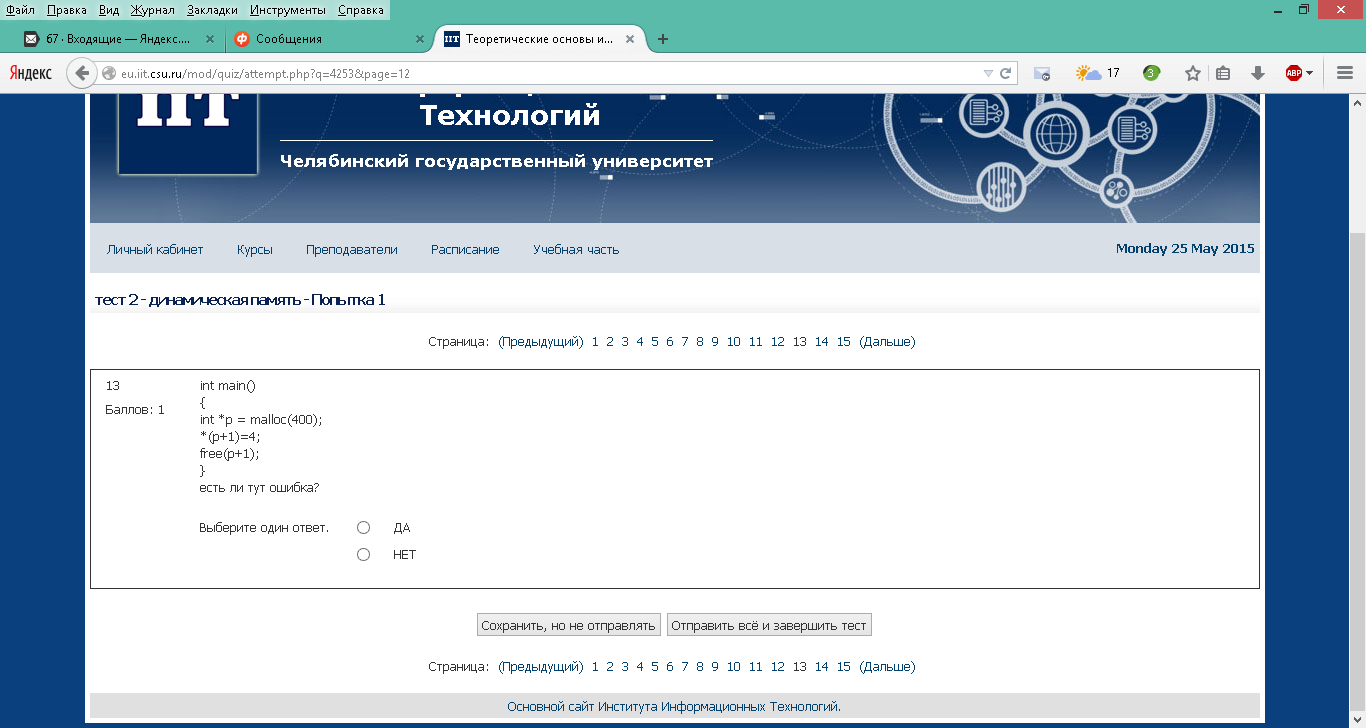 Файл Правка Вид Журнал Закладки Инструменты Справка
67 · Входящие — Яндекс.... Сообщения IIT Теоретические основы и...
Яндекс eu.iit.csu.ru/mod/quiz/attempt.php?q=4253&page=12 17 3 ABP
IIT
Технологий
Челябинский государственный университет
Личный кабинет Курсы Преподаватели Расписание Учебная часть Monday 25 May 2015
тест 2 - динамическая память - Попытка 1
Страница: (Предыдущий) 1 2 3 4 5 6 7 8 9 10 11 12 13 14 15 (Дальше)
13
Баллов: 1
int main()
{
int *p = malloc(400);
*(p+1)=4;
free(p+1);
}
есть ли тут ошибка?
Выберите один ответ. ДА
НЕТ
Сохранить, но не отправлять Отправить всё и завершить тест
Страница: (Предыдущий) 1 2 3 4 5 6 7 8 9 10 11 12 13 14 15 (Дальше)
Основной сайт Института Информационных Технологий.